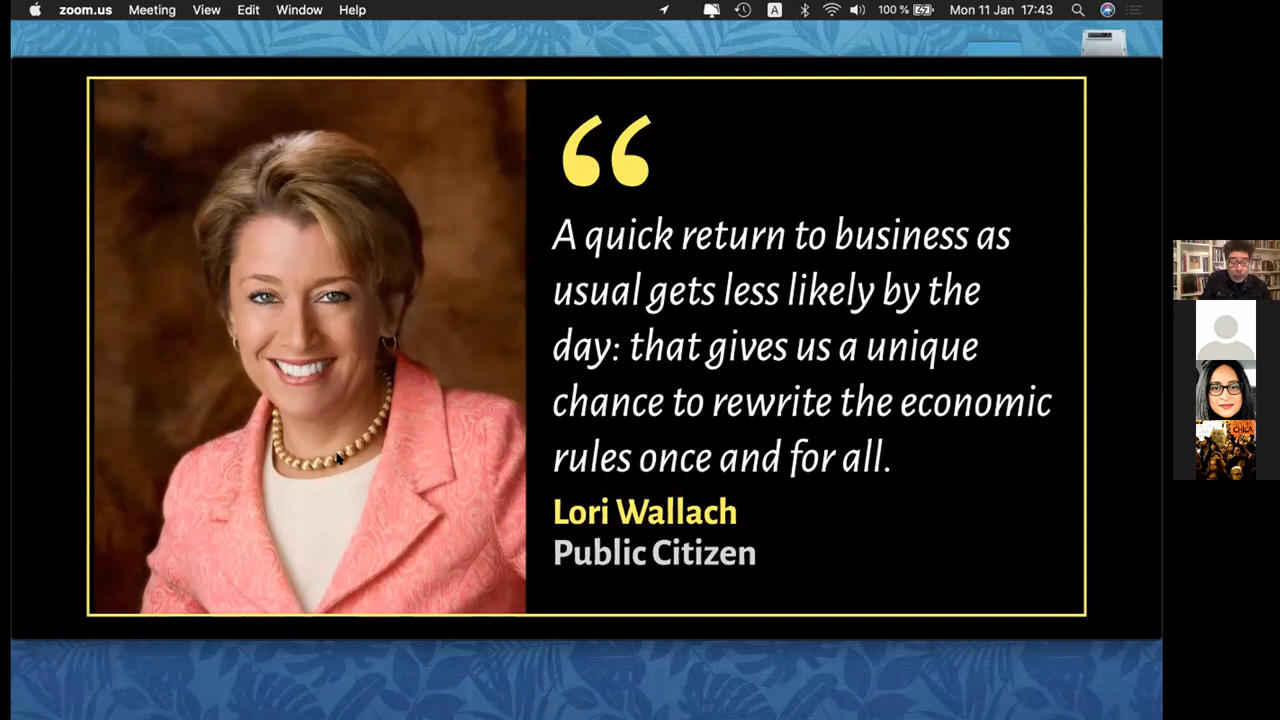 zoom.us Meeting View Edit Window Help A 100 % Mon 11 Jan 17:43
“
A quick return to business as
usual gets less likely by the
day: that gives us a unique
chance to rewrite the economic
rules once and for all.
Lori Wallach
Public Citizen
CHICA